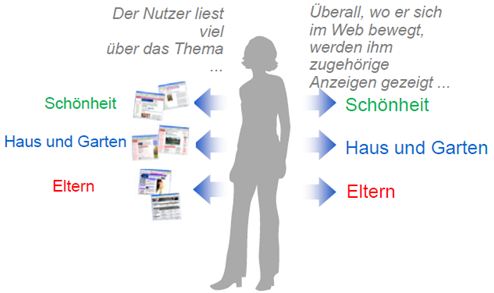 Der Nutzer liest
viel
über das Thema
...
Überall, wo er sich
im Web bewegt,
werden ihm
zugehörige
Anzeigen gezeigt ...
Schönheit
Schönheit
Haus und Garten
Haus und Garten
Eltern
Eltern